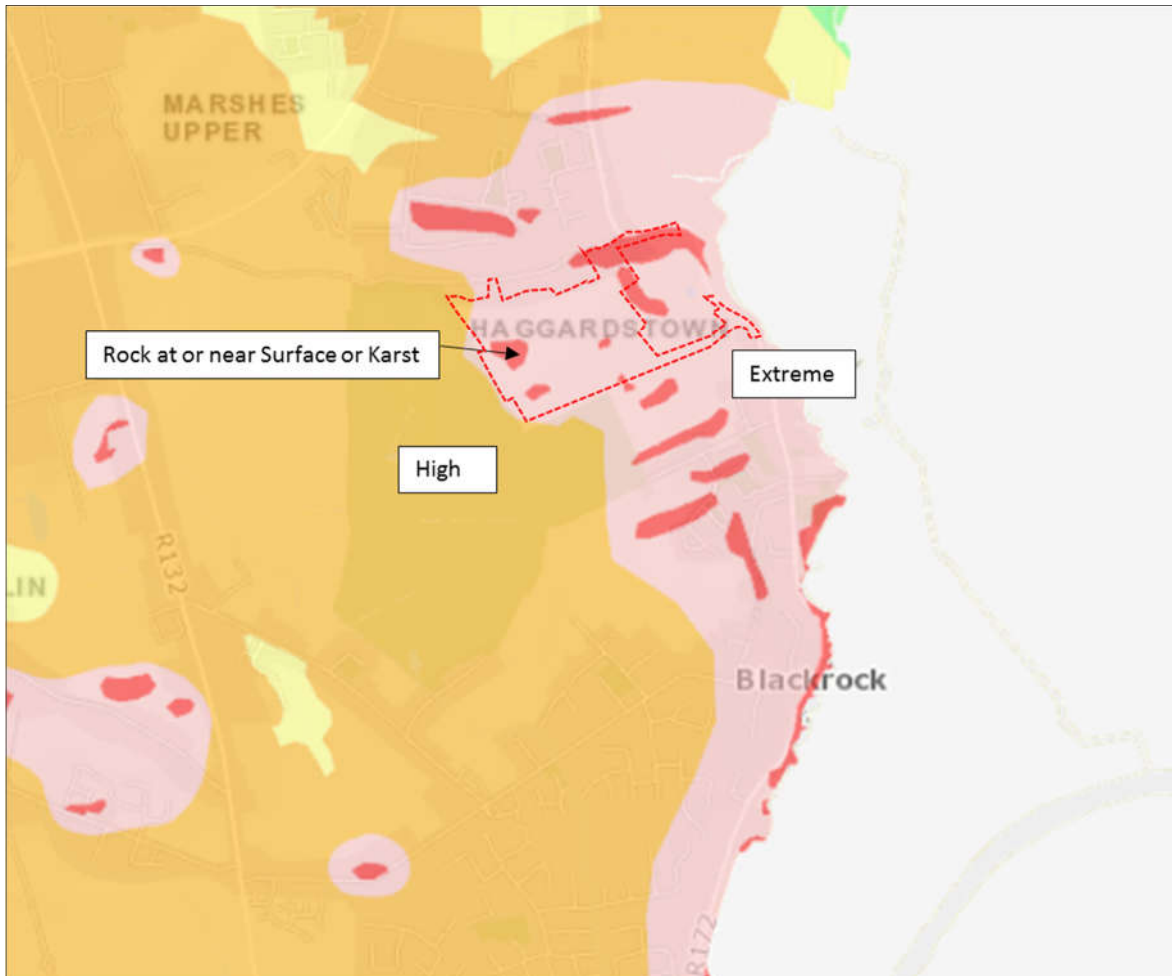 MARSHES
UPPER
HAGGARDSTOWN
Rock at or near Surface or Karst
Extreme
High
R132
LIN
Blackrock
R172